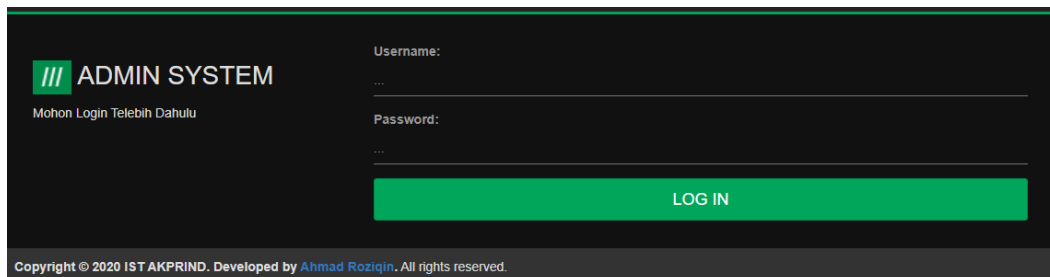 ADMIN SYSTEM
Mohon Login Telebih Dahulu
Username:
...
Password:
...
LOG IN
Copyright © 2020 IST AKPRIND. Developed by Ahmad Roziqin. All rights reserved.